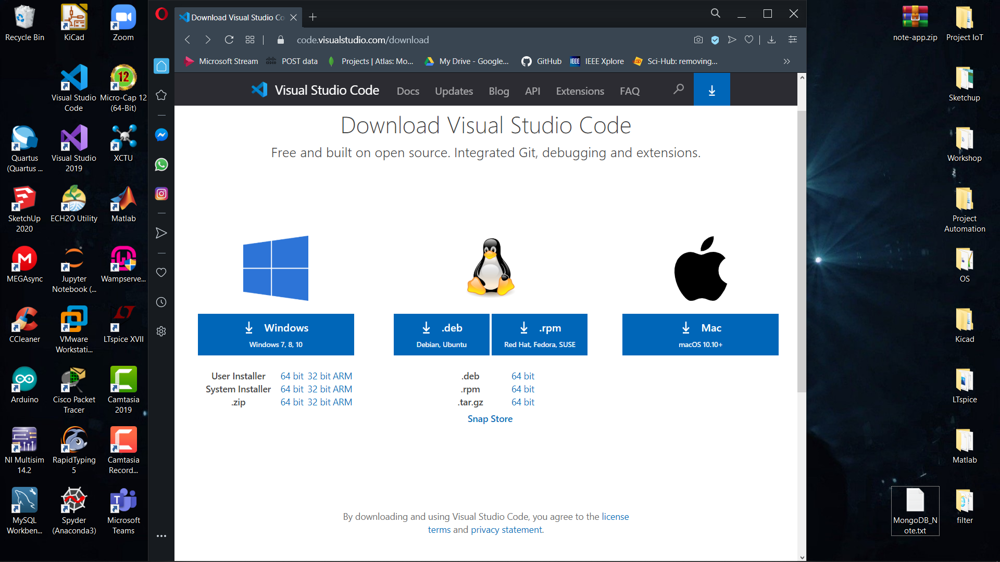 Recycle Bin
KiCad
Zoom
Visual Studio
Code
Micro-Cap 12
(64-Bit)
Quartus
(Quartus ...
Visual Studio
2019
XCTU
SketchUp
2020
ECH2O Utility
Matlab
MEGAsync
Jupyter
Notebook (...
Wampserve...
CCleaner
VMware
Workstati...
LTspice XVII
Arduino
Cisco Packet
Tracer
Camtasia
2019
NI Multisim
14.2
RapidTyping
5
Camtasia
Record...
MySQL
Workben...
Spyder
(Anaconda3)
Microsoft
Teams
Download Visual Studio Co
code.visualstudio.com/download
Microsoft Stream
POST data
Projects | Atlas: Mo...
My Drive - Google...
GitHub
IEEE
IEEE Xplore
Sci-Hub: removing...
Visual Studio Code
Docs
Updates
Blog
API
Extensions
FAQ
Download Visual Studio Code
Free and built on open source. Integrated Git, debugging and extensions.
Windows
Windows 7, 8, 10
.deb
Debian, Ubuntu
.rpm
Red Hat, Fedora, SUSE
Mac
macOS 10.10+
User Installer 64 bit 32 bit ARM
System Installer 64 bit 32 bit ARM
.zip 64 bit 32 bit ARM
.deb 64 bit
.rpm 64 bit
.tar.gz 64 bit
Snap Store
By downloading and using Visual Studio Code, you agree to the license
terms and privacy statement.
note-app.zip
Project IoT
Sketchup
Workshop
Project
Automation
OS
Kicad
LTspice
Matlab
MongoDB_N
ote.txt
filter